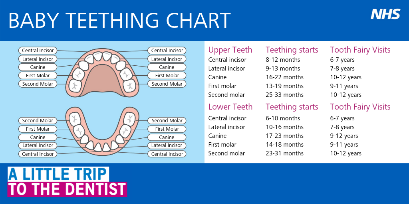 BABY TEETHING CHART
NHS
Central Incisor Central Incisor
Lateral Incisor Lateral Incisor
Canine Canine
First Molar First Molar
Second Molar Second Molar
Second Molar Second Molar
First Molar First Molar
Canine Canine
Lateral Incisor Lateral Incisor
Central Incisor Central Incisor
Upper Teeth Teething starts Tooth Fairy Visits
Central incisor 8-12 months 6-7 years
Lateral incisor 9-13 months 7-8 years
Canine 16-22 months 10-12 years
First molar 13-19 months 9-11 years
Second molar 25-33 months 10-12 years
Lower Teeth Teething starts Tooth Fairy Visits
Central incisor 6-10 months 6-7 years
Lateral incisor 10-16 months 7-8 years
Canine 17-23 months 9-12 years
First molar 14-18 months 9-11 years
Second molar 23-31 months 10-12 years
A LITTLE TRIP
TO THE DENTIST